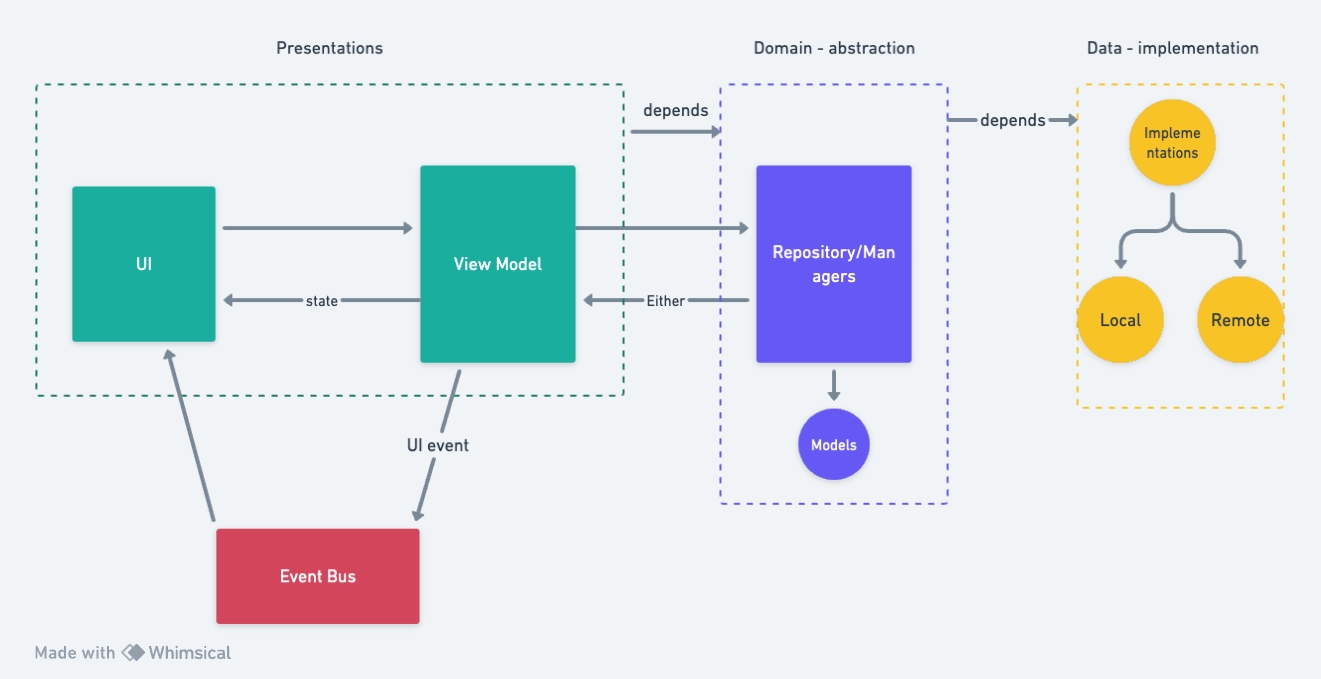 Presentations
Domain - abstraction
Data - implementation
depends
depends
Impleme
ntations
UI
View Model
Repository/Man
agers
state
Either
Local
Remote
UI event
Models
Event Bus
Made with Whimsical